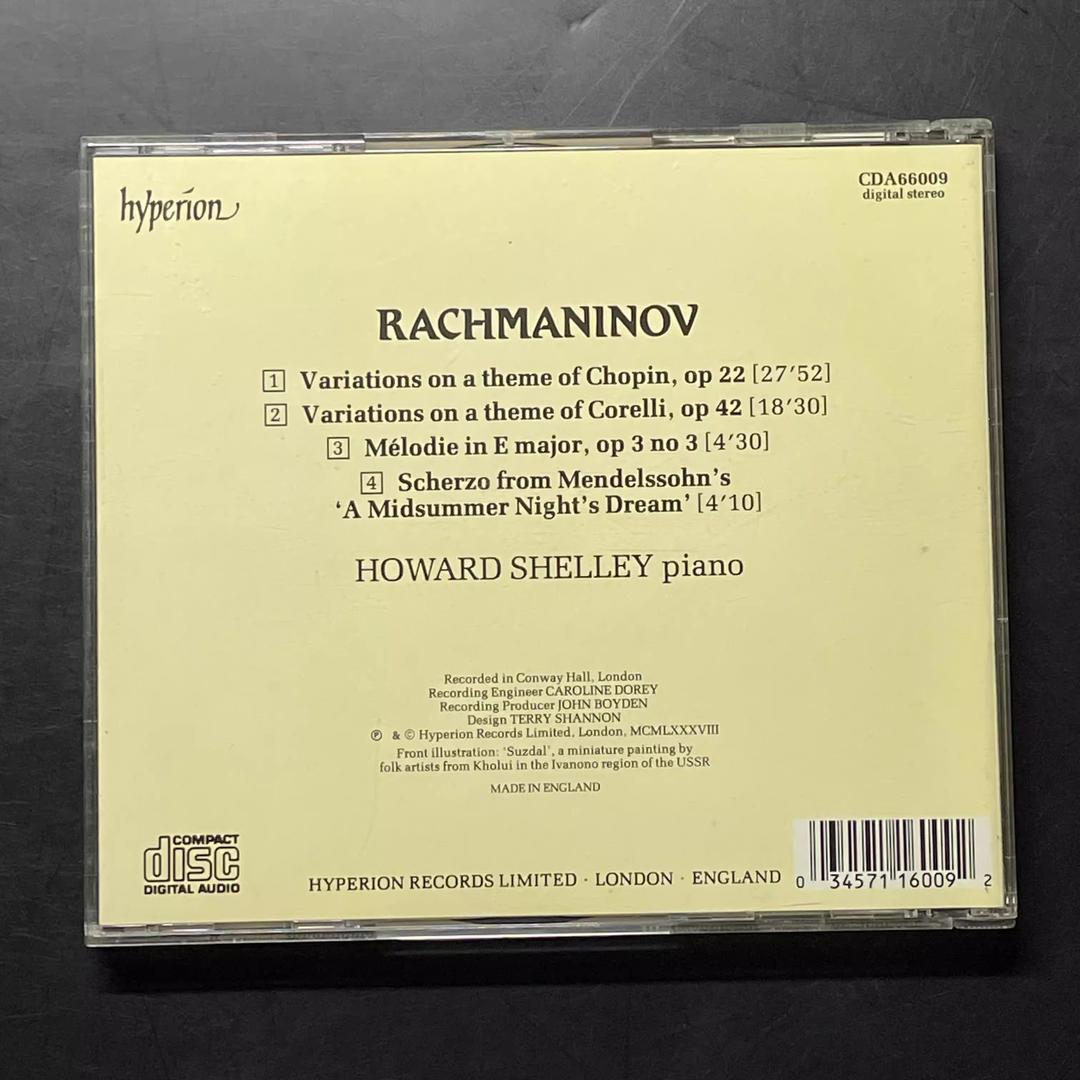 hyperion
CDA66009
digital stereo
RACHMANINOV
1 Variations on a theme of Chopin, op 22 [27'52]
2 Variations on a theme of Corelli, op 42 [18'30]
3 Mélodie in E major, op 3 no 3 [4'30]
4 Scherzo from Mendelssohn's
‘A Midsummer Night's Dream’ [4'10]
HOWARD SHELLEY piano
Recorded in Conway Hall, London
Recording Engineer CAROLINE DOREY
Recording Producer JOHN BOYDEN
Design TERRY SHANNON
℗ & © Hyperion Records Limited, London, MCMLXXXVIII
Front illustration: ‘Suzdal’, a miniature painting by
folk artists from Kholui in the Ivanono region of the USSR
MADE IN ENGLAND
COMPACT
disc
DIGITAL AUDIO
HYPERION RECORDS LIMITED · LONDON · ENGLAND
0 34571 16009 2